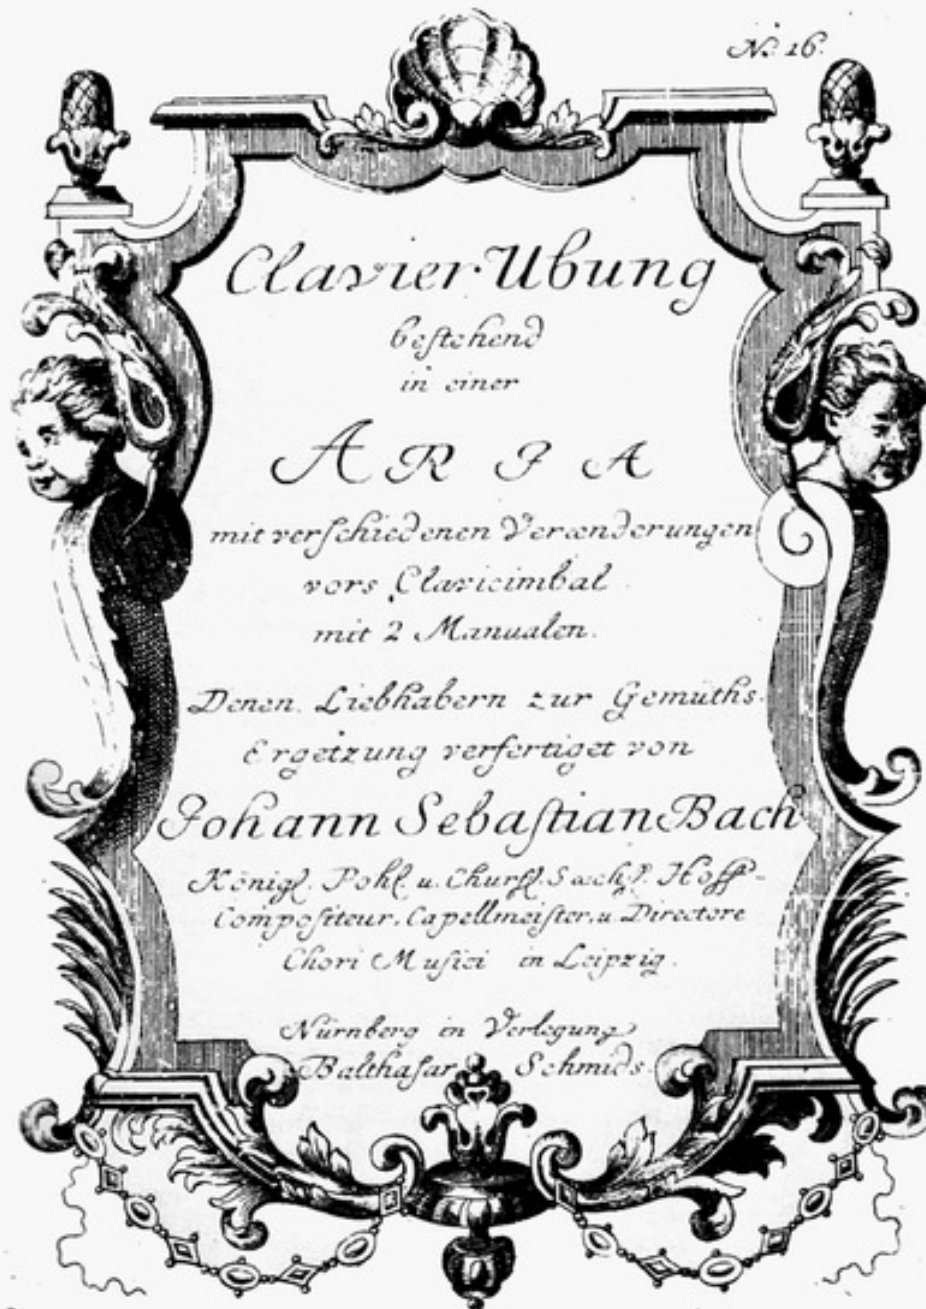 No. 16.
Clavier Ubung
bestehend
in einer
ARIA
mit verschiedenen Verænderungen
vors Clavicimbal
mit 2 Manualen.
Denen Liebhabern zur Gemüths-
Ergetzung verfertiget von
Johann Sebastian Bach
Königl. Pohl. u. Churfl. Sæchs. Hoff-
Compositeur, Capellmeister, u. Directore
Chori Musici in Leipzig.
Nürnberg in Verlegung
Balthasar Schmids.